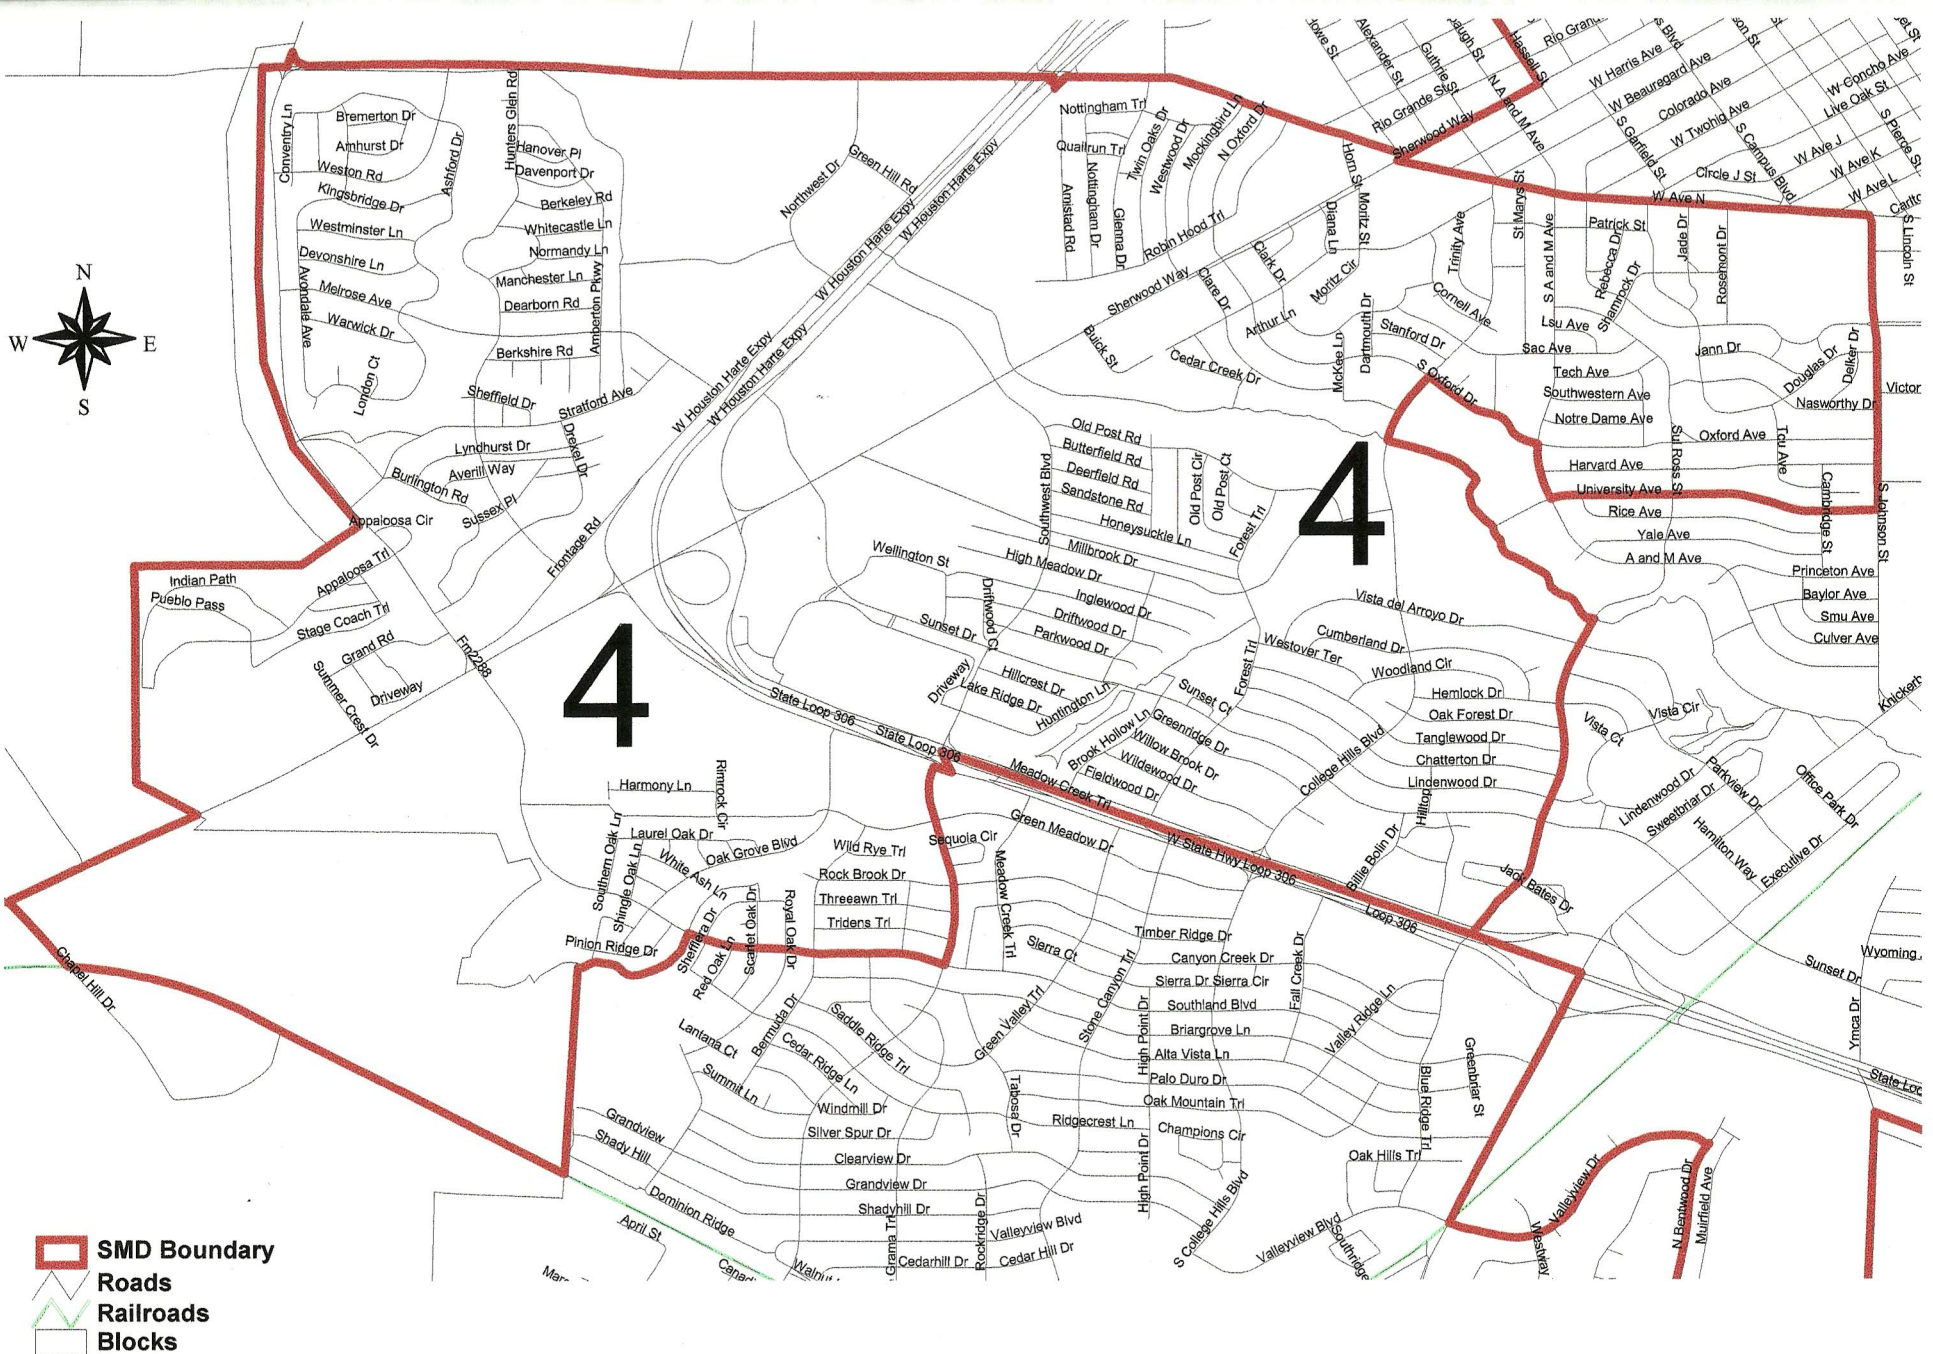 Hassell St
Rio Gran
Howe St
Alexander St
Guthrie St
N A and M Ave
W Harris Ave
W Beauregard Ave
Colorado Ave
W Twohig Ave
W Concho Ave
Live Oak St
S Pierce St
S Garfield St
S Campus Blvd
W Ave J
W Ave K
W Ave L
Circle J St
W Ave N
S Lincoln St
Rio Grande St
Sherwood Way
Coventry Ln
Bremerton Dr
Amhurst Dr
Weston Rd
Kingsbridge Dr
Ashford Dr
Westminster Ln
Devonshire Ln
Melrose Ave
Warwick Dr
Avondale Ave
London Ct
Hunters Glen Rd
Hanover Pl
Davenport Dr
Berkeley Rd
Whitecastle Ln
Normandy Ln
Manchester Ln
Dearborn Rd
Amberton Pkwy
Berkshire Rd
Sheffield Dr
Stratford Ave
Drexel Dr
Lyndhurst Dr
Averill Way
Burlington Rd
Sussex Pl
Northwest Dr
Green Hill Rd
W Houston Harte Expy
W Houston Harte Expy
W Houston Harte Expy
W Houston Harte Expy
Nottingham Trl
Quailrun Trl
Twin Oaks Dr
Westwood Dr
Mockingbird Ln
N Oxford Dr
Amistad Rd
Nottingham Dr
Glenna Dr
Robin Hood Trl
Sherwood Way
Horn St
Moritz St
Diana Ln
Clark Dr
Clare Dr
Moritz Cir
Arthur Ln
Buick St
Cedar Creek Dr
McKee Ln
Dartmouth Dr
Stanford Dr
Cornell Ave
Trinity Ave
St Marys St
S A and M Ave
Patrick St
Rebecca Dr
Shamrock Dr
Jade Dr
Rosemont Dr
Lsu Ave
Sac Ave
Tech Ave
Southwestern Ave
Notre Dame Ave
Harvard Ave
University Ave
Jann Dr
Douglas Dr
Delker Dr
Nasworthy Dr
Oxford Ave
Tcu Ave
Sul Ross St
Victor
S Oxford Dr
Rice Ave
Yale Ave
A and M Ave
Cambridge St
S Johnson St
Princeton Ave
Baylor Ave
Smu Ave
Culver Ave
N
W
E
S
4
4
Old Post Rd
Butterfield Rd
Deerfield Rd
Sandstone Rd
Honeysuckle Ln
Southwest Blvd
Old Post Cir
Old Post Ct
Forest Trl
Millbrook Dr
High Meadow Dr
Inglewood Dr
Driftwood Dr
Parkwood Dr
Wellington St
Sunset Dr
Hillcrest Dr
Lake Ridge Dr
Huntington Ln
Driveway
Appaloosa Cir
Appaloosa Trl
Indian Path
Pueblo Pass
Stage Coach Trl
Grand Rd
Summer Crest Dr
Driveway
Fm2288
Frontage Rd
Vista del Arroyo Dr
Westover Ter
Cumberland Dr
Woodland Cir
Forest Trl
Hemlock Dr
Oak Forest Dr
Tanglewood Dr
Chatterton Dr
Lindenwood Dr
Sunset Ct
Greenridge Dr
Brook Hollow Ln
Willow Brook Dr
Wildewood Dr
Fieldwood Dr
College Hills Blvd
Hilltop
Billie Bolin Dr
Jack Bates Dr
Vista Ct
Vista Cir
Lindenwood Dr
Sweetbriar Dr
Parkview Dr
Hamilton Way
Executive Dr
Office Park Dr
Knickerb
State Loop 306
State Loop 306
Meadow Creek Trl
W State Hwy Loop 306
Loop 306
Harmony Ln
Rimrock Cir
Southern Oak Ln
Laurel Oak Dr
Oak Grove Blvd
Shingle Oak Ln
White Ash Ln
Pinion Ridge Dr
Shefflera Dr
Red Oak Ln
Scarlet Oak Dr
Royal Oak Dr
Wild Rye Trl
Rock Brook Dr
Threeawn Trl
Tridens Trl
Sequoia Cir
Green Meadow Dr
Meadow Creek Trl
Sierra Ct
Timber Ridge Dr
Canyon Creek Dr
Sierra Dr
Sierra Cir
Southland Blvd
Briargrove Ln
Alta Vista Ln
Palo Duro Dr
Oak Mountain Trl
Champions Cir
Ridgecrest Ln
Stone Canyon Trl
Green Valley Trl
High Point Dr
High Point Dr
Fall Creek Dr
Valley Ridge Ln
Blue Ridge Trl
Greenbriar St
Oak Hills Trl
S College Hills Blvd
Valleyview Blvd
Southridge
Westway
Valleyview Dr
N Bentwood Dr
Muirfield Ave
Wyoming
Sunset Dr
Ymca Dr
State Loo
Chapel Hill Dr
Lantana Ct
Bermuda Dr
Saddle Ridge Trl
Cedar Ridge Ln
Summit Ln
Windmill Dr
Silver Spur Dr
Clearview Dr
Grandview Dr
Shadyhill Dr
Grandview
Shady Hill
Dominion Ridge
April St
Tabosa Dr
Grama Trl
Rockridge Dr
Valleyview Blvd
Cedarhill Dr
Cedar Hill Dr
SMD Boundary
Roads
Railroads
Blocks